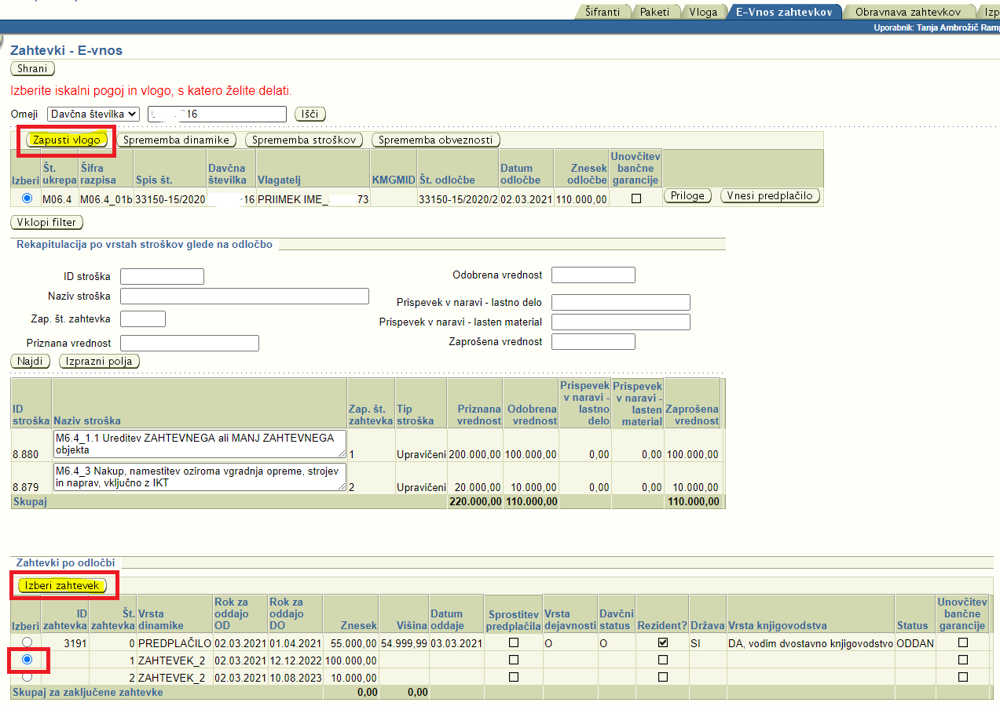 Šifranti Paketi Vloga E-Vnos zahtevkov Obravnava zahtevkov Izp
Uporabnik: Tanja Ambrožič Ramp
Zahtevki - E-vnos
Shrani
Izberite iskalni pogoj in vlogo, s katero želite delati.
Omeji Davčna številka 16 Išči
Zapusti vlogo Sprememba dinamike Sprememba stroškov Sprememba obveznosti
Izberi Št. ukrepa Šifra razpisa Spis št. Davčna številka Vlagatelj KMGMID Št. odločbe Datum odločbe Znesek odločbe Unovčitev bančne garancije
M06.4 M06.4_01b 33150-15/2020 16 PRIIMEK IME_ 73 33150-15/2020/2 02.03.2021 110.000,00 Priloge Vnesi predplačilo
Vklopi filter
Rekapitulacija po vrstah stroškov glede na odločbo
ID stroška Odobrena vrednost
Naziv stroška Prispevek v naravi - lastno delo
Zap. št. zahtevka Prispevek v naravi - lasten material
Priznana vrednost Zaprošena vrednost
Najdi Izprazni polja
ID stroška Naziv stroška Zap. št. zahtevka Tip stroška Priznana vrednost Odobrena vrednost Prispevek v naravi - lastno delo Prispevek v naravi - lasten material Zaprošena vrednost
8.880 M6.4_1.1 Ureditev ZAHTEVNEGA ali MANJ ZAHTEVNEGA objekta 1 Upravičeni 200.000,00 100.000,00 0,00 0,00 100.000,00
8.879 M6.4_3 Nakup, namestitev oziroma vgradnja opreme, strojev in naprav, vključno z IKT 2 Upravičeni 20.000,00 10.000,00 0,00 0,00 10.000,00
Skupaj 220.000,00 110.000,00 110.000,00
Zahtevki po odločbi
Izberi zahtevek
Izberi ID zahtevka Št. zahtevka Vrsta dinamike Rok za oddajo OD Rok za oddajo DO Znesek Višina Datum oddaje Sprostitev predplačila Vrsta dejavnosti Davčni status Rezident? Država Vrsta knjigovodstva Status Unovčitev bančne garancije
3191 0 PREDPLAČILO 02.03.2021 01.04.2021 55.000,00 54.999,99 03.03.2021 O O SI DA, vodim dvostavno knjigovodstvo ODDAN
1 ZAHTEVEK_2 02.03.2021 12.12.2022 100.000,00
2 ZAHTEVEK_2 02.03.2021 10.08.2023 10.000,00
Skupaj za zaključene zahtevke 0,00 0,00